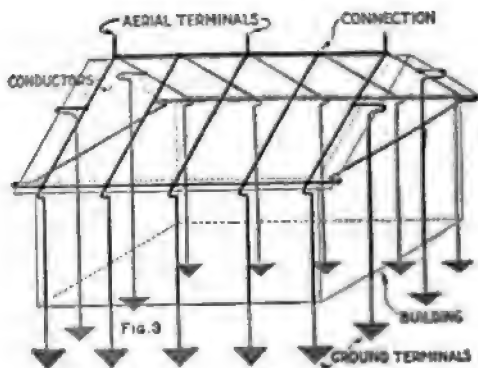 AERIAL TERMINALS
CONNECTION
CONDUCTORS
FIG. 3
BUILDING
GROUND TERMINALS